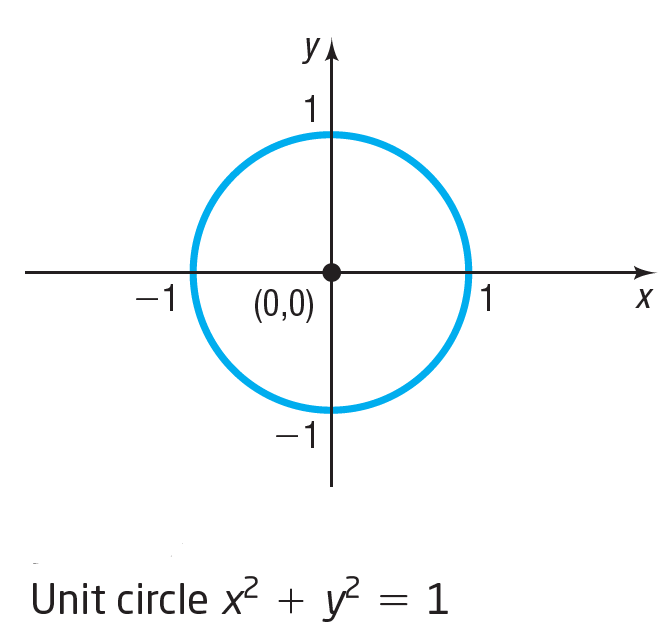 y
1
−1
(0,0)
1
x
−1
Unit circle x² + y² = 1